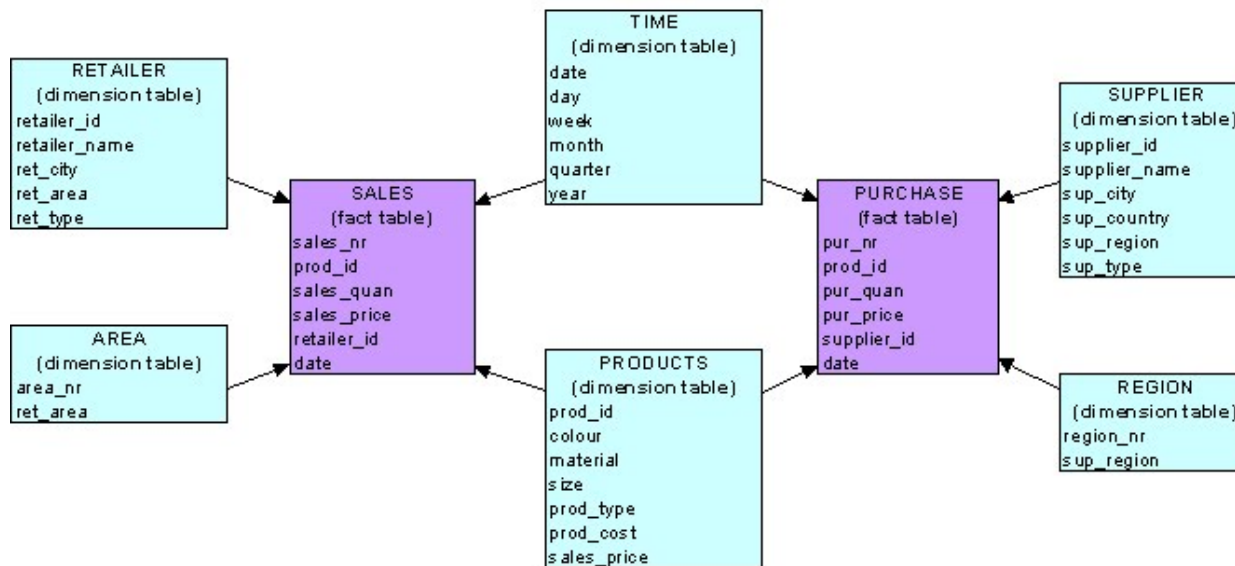 RETAILER
(dimension table)
retailer_id
retailer_name
ret_city
ret_area
ret_type
AREA
(dimension table)
area_nr
ret_area
SALES
(fact table)
sales_nr
prod_id
sales_quan
sales_price
retailer_id
date
TIME
(dimension table)
date
day
week
month
quarter
year
PRODUCTS
(dimension table)
prod_id
colour
material
size
prod_type
prod_cost
sales_price
PURCHASE
(fact table)
pur_nr
prod_id
pur_quan
pur_price
supplier_id
date
SUPPLIER
(dimension table)
supplier_id
supplier_name
sup_city
sup_country
sup_region
sup_type
REGION
(dimension table)
region_nr
sup_region